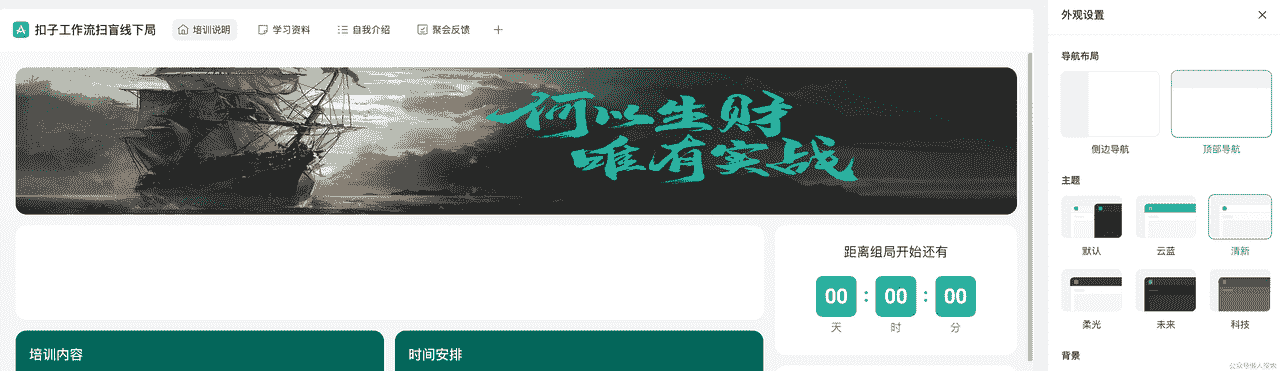 扣子工作流扫盲线下局
培训说明
学习资料
自我介绍
聚会反馈
何以生财
唯有实战
距离组局开始还有
00 : 00 : 00
天 时 分
培训内容
时间安排
外观设置
导航布局
侧边导航 顶部导航
主题
默认 云蓝 清新
柔光 未来 科技
背景